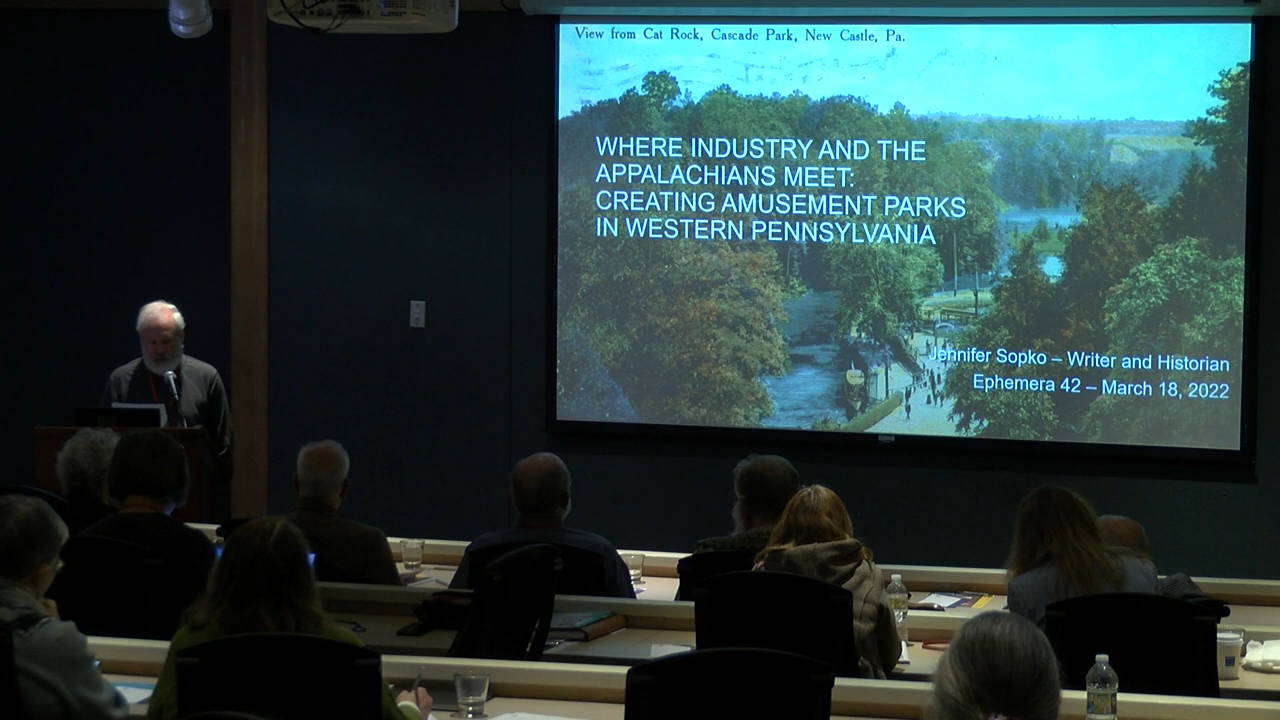 View from Cat Rock, Cascade Park, New Castle, Pa.
WHERE INDUSTRY AND THE
APPALACHIANS MEET:
CREATING AMUSEMENT PARKS
IN WESTERN PENNSYLVANIA
Jennifer Sopko – Writer and Historian
Ephemera 42 – March 18, 2022